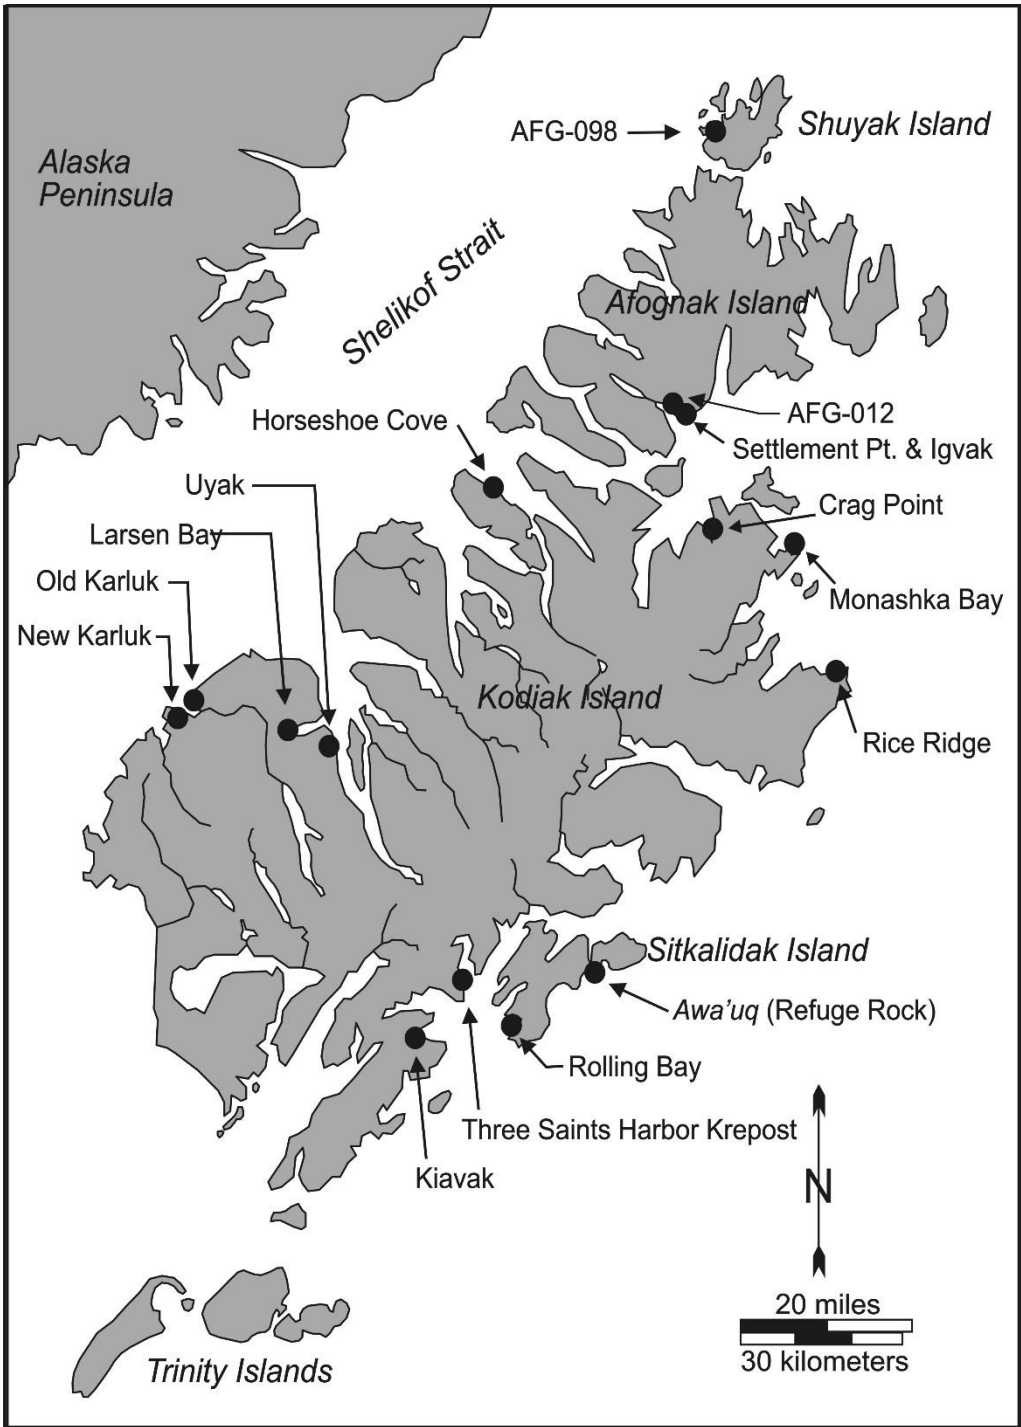 AFG-098
Shuyak Island
Alaska
Peninsula
Shelikof Strait
Afognak Island
Horseshoe Cove
AFG-012
Settlement Pt. & Igvak
Uyak
Crag Point
Larsen Bay
Old Karluk
Monashka Bay
New Karluk
Kodiak Island
Rice Ridge
Sitkalidak Island
Awa'uq (Refuge Rock)
Rolling Bay
Three Saints Harbor Krepost
Kiavak
N
20 miles
30 kilometers
Trinity Islands